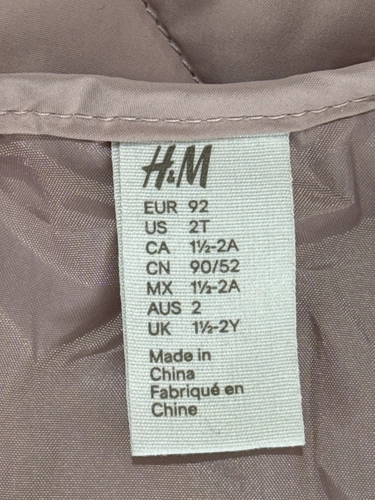 H&M
EUR 92
US 2T
CA 1½-2A
CN 90/52
MX 1½-2A
AUS 2
UK 1½-2Y
Made in
China
Fabriqué en
Chine